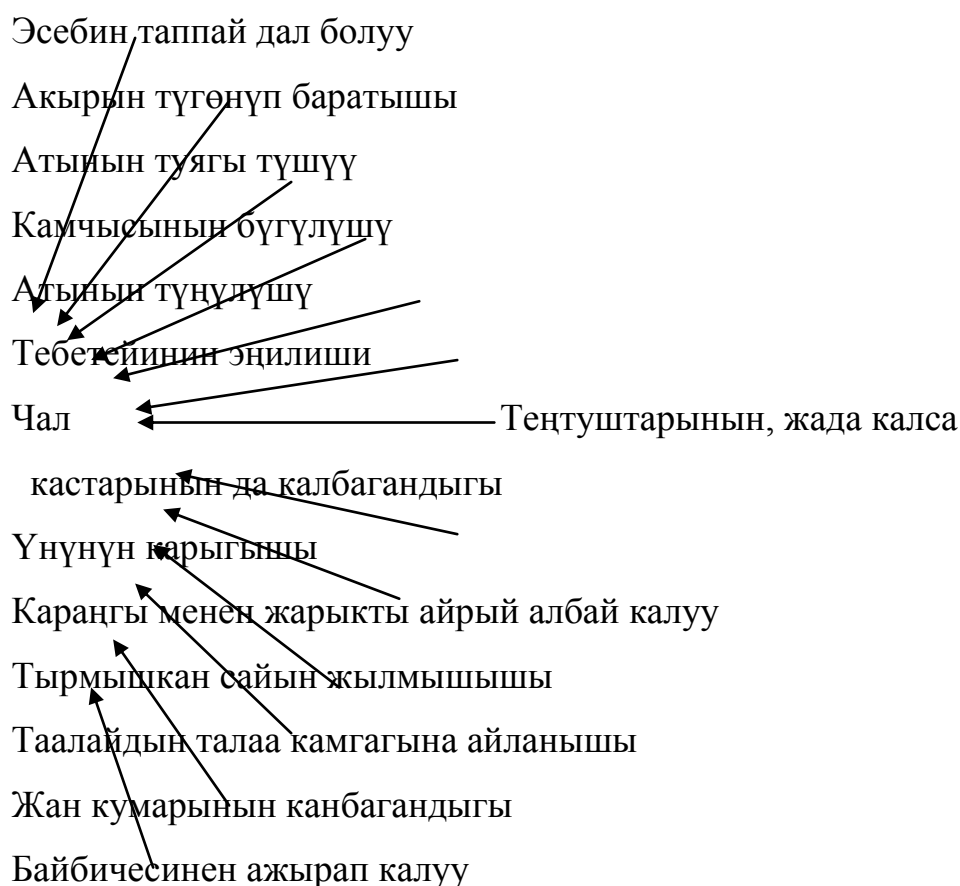 Эсебин таппай дал болуу
Акырын түгөнүп баратышы
Атынын туягы түшүү
Камчысынын бүгүлүшү
Атынын түңүлүшү
Тебетейинин эңилиши
Чал Теңтуштарынын, жада калса
кастарынын да калбагандыгы
Үнүнүн карыгышы
Караңгы менен жарыкты айрый албай калуу
Тырмышкан сайын жылмышышы
Таалайдын талаа камгагына айланышы
Жан кумарынын канбагандыгы
Байбичесинен ажырап калуу